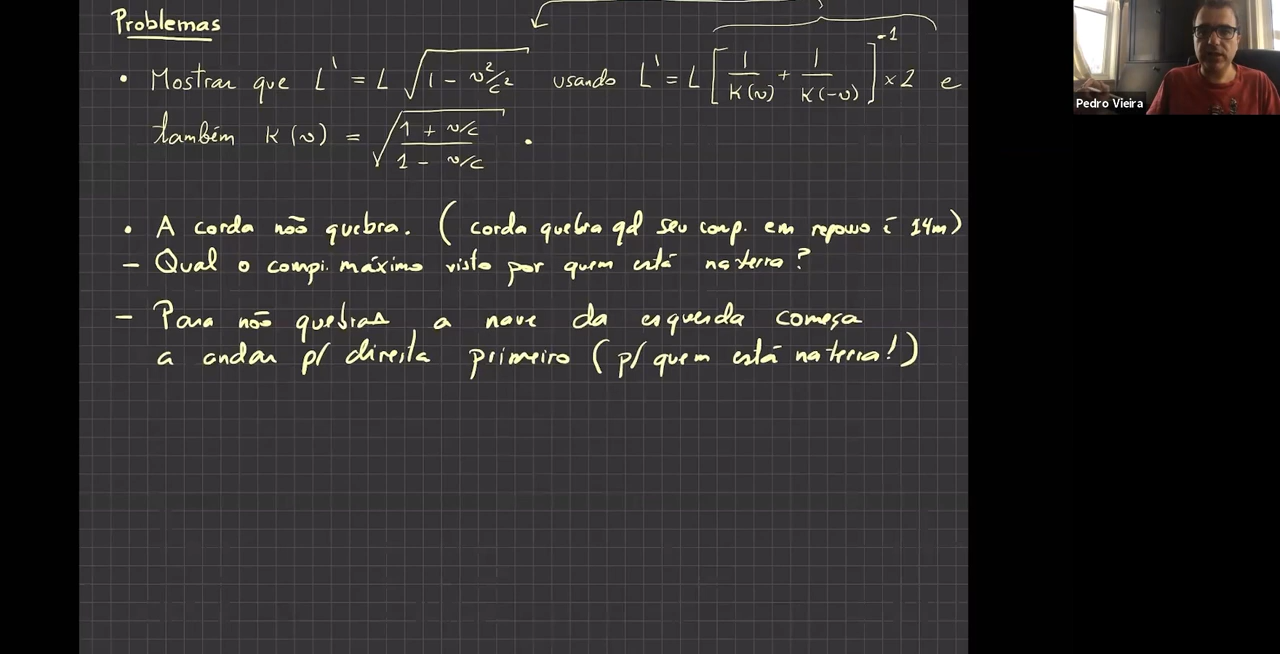 Problemas
• Mostrar que L' = L √(1 - v²/c²) usando L' = L [1/K(v) + 1/K(-v)]⁻¹ × 2 e
também K(v) = √((1 + v/c)/(1 - v/c)) .
• A corda não quebra. (corda quebra qd seu comp. em repouso é 14m)
– Qual o comp. máximo visto por quem está na terra?
– Para não quebrar, a nave da esquerda começa
a andar p/ direita primeiro (p/ quem está na terra!)
Pedro Vieira